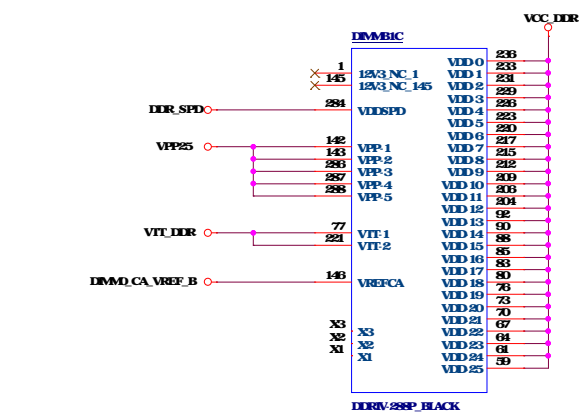 VCC_DDR
DIMMB1C
1 12V3_NC_1
145 12V3_NC_145
DDR_SPD 284 VDDSPD
VPP25 142 VPP-1
143 VPP-2
286 VPP-3
287 VPP-4
288 VPP-5
VTT_DDR 77 VTT-1
221 VTT-2
DIMMO_CA_VREF_B 146 VREFCA
X3 X3
X2 X2
X1 X1
VDD-0 236
VDD-1 233
VDD-2 231
VDD-3 229
VDD-4 226
VDD-5 223
VDD-6 220
VDD-7 217
VDD-8 215
VDD-9 212
VDD-10 209
VDD-11 206
VDD-12 204
VDD-13 92
VDD-14 90
VDD-15 88
VDD-16 85
VDD-17 83
VDD-18 80
VDD-19 76
VDD-20 73
VDD-21 70
VDD-22 67
VDD-23 64
VDD-24 61
VDD-25 59
DDRIV-288P_BLACK